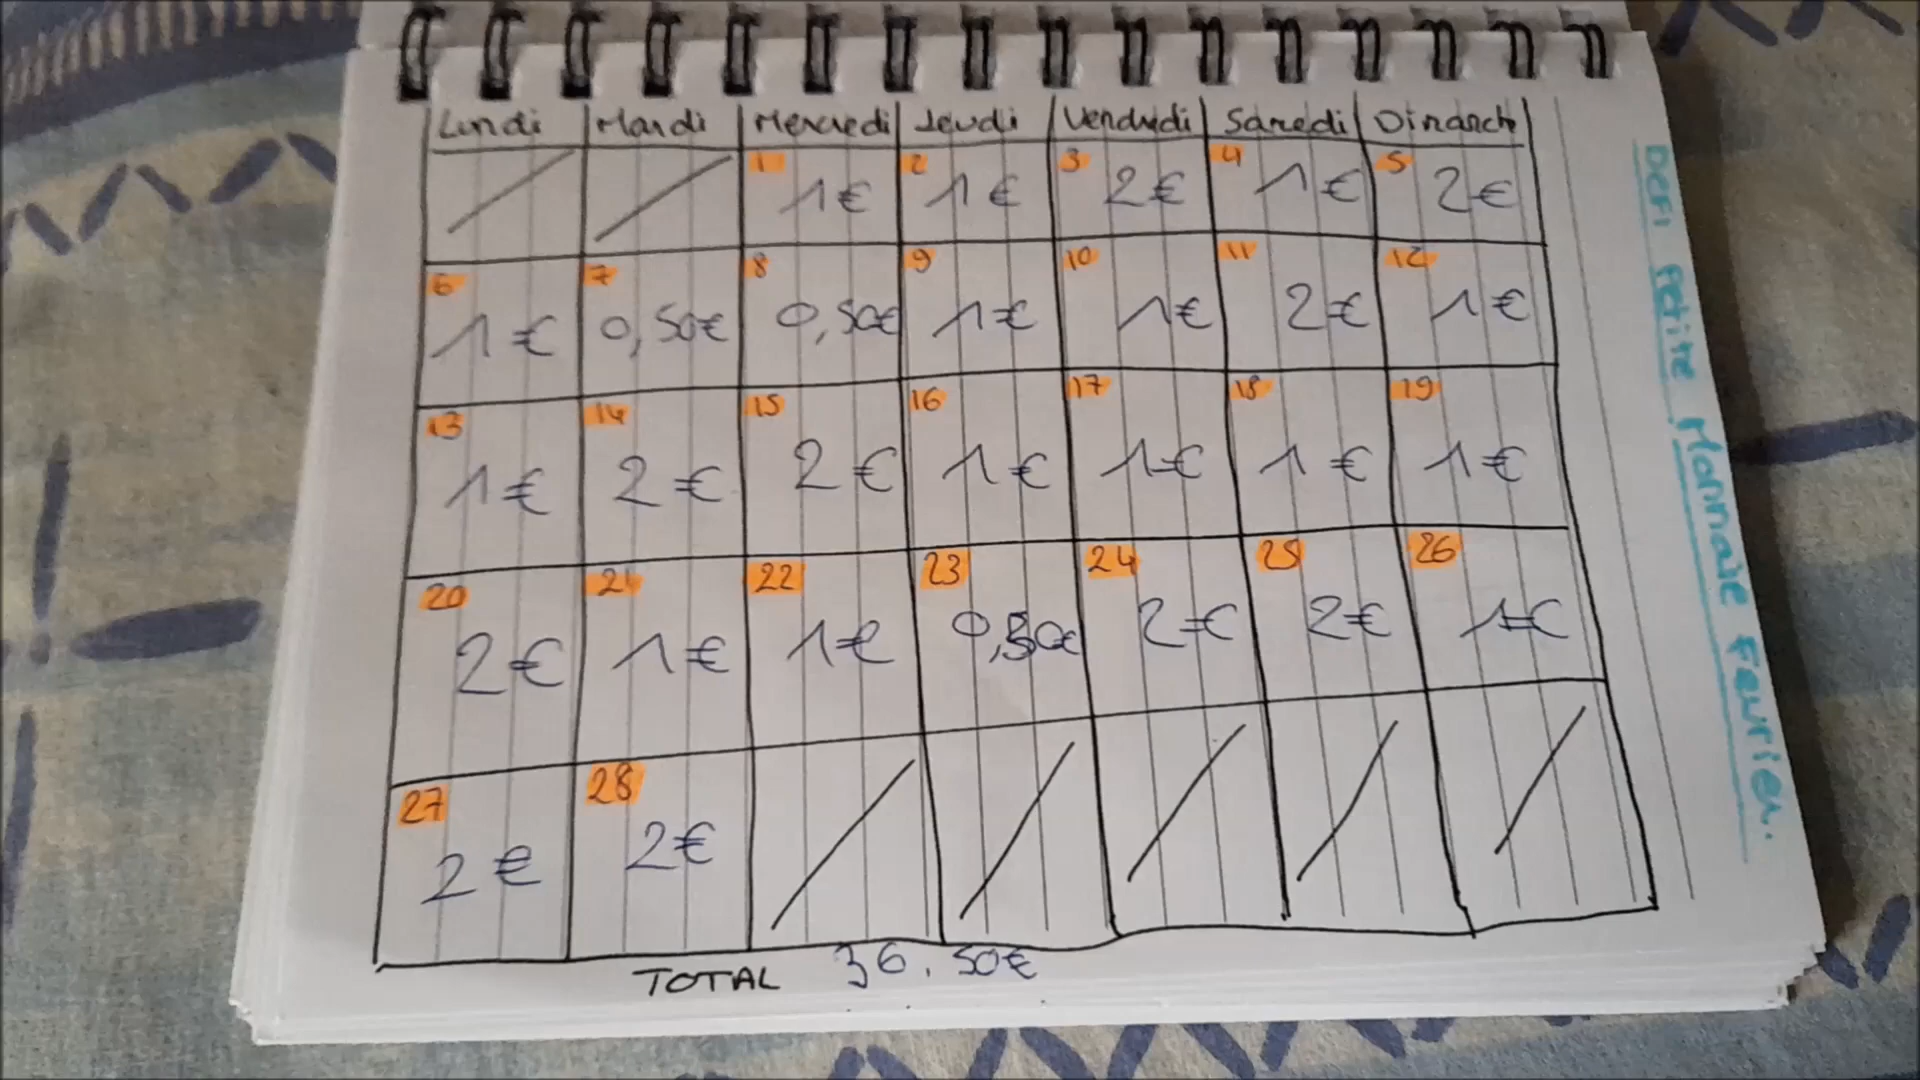 Lundi Mardi Mercredi Jeudi Vendredi Samedi Dimanche
1 2 3 4 5
1€ 1€ 2€ 1€ 2€
6 7 8 9 10 11 12
1€ 0,50€ 0,50€ 1€ 1€ 2€ 1€
13 14 15 16 17 18 19
1€ 2€ 2€ 1€ 1€ 1€ 1€
20 21 22 23 24 25 26
2€ 1€ 1€ 0,50€ 2€ 2€ 1€
27 28
2€ 2€
TOTAL 36.50€
DEFI Petite Monnaie Fevrier.